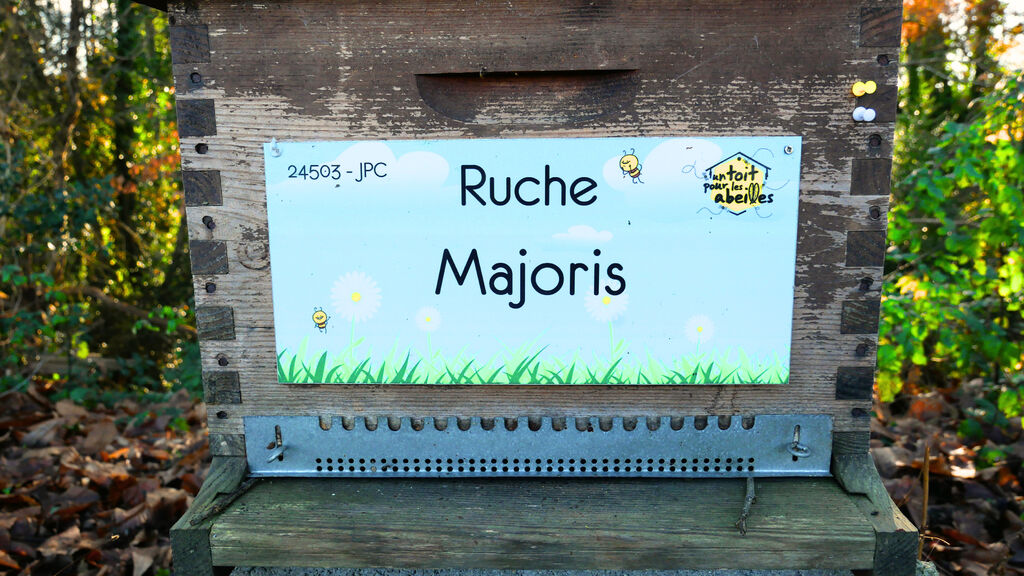 24503 - JPC
Ruche
Majoris
un toit
pour les
abeilles